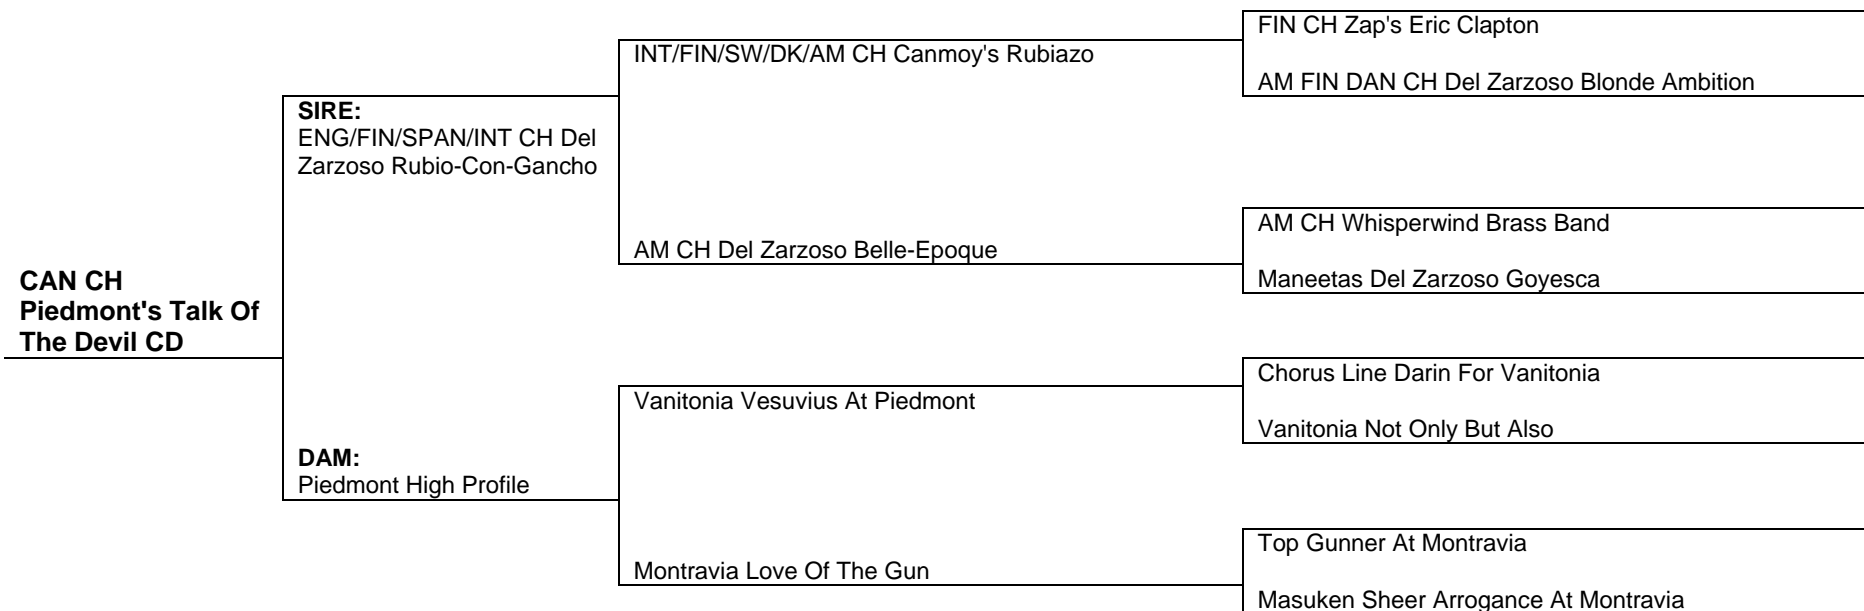 FIN CH Zap's Eric Clapton
INT/FIN/SW/DK/AM CH Canmoy's Rubiazo
AM FIN DAN CH Del Zarzoso Blonde Ambition
SIRE:
ENG/FIN/SPAN/INT CH Del
Zarzoso Rubio-Con-Gancho
AM CH Whisperwind Brass Band
AM CH Del Zarzoso Belle-Epoque
Maneetas Del Zarzoso Goyesca
CAN CH
Piedmont's Talk Of
The Devil CD
Chorus Line Darin For Vanitonia
Vanitonia Vesuvius At Piedmont
Vanitonia Not Only But Also
DAM:
Piedmont High Profile
Top Gunner At Montravia
Montravia Love Of The Gun
Masuken Sheer Arrogance At Montravia